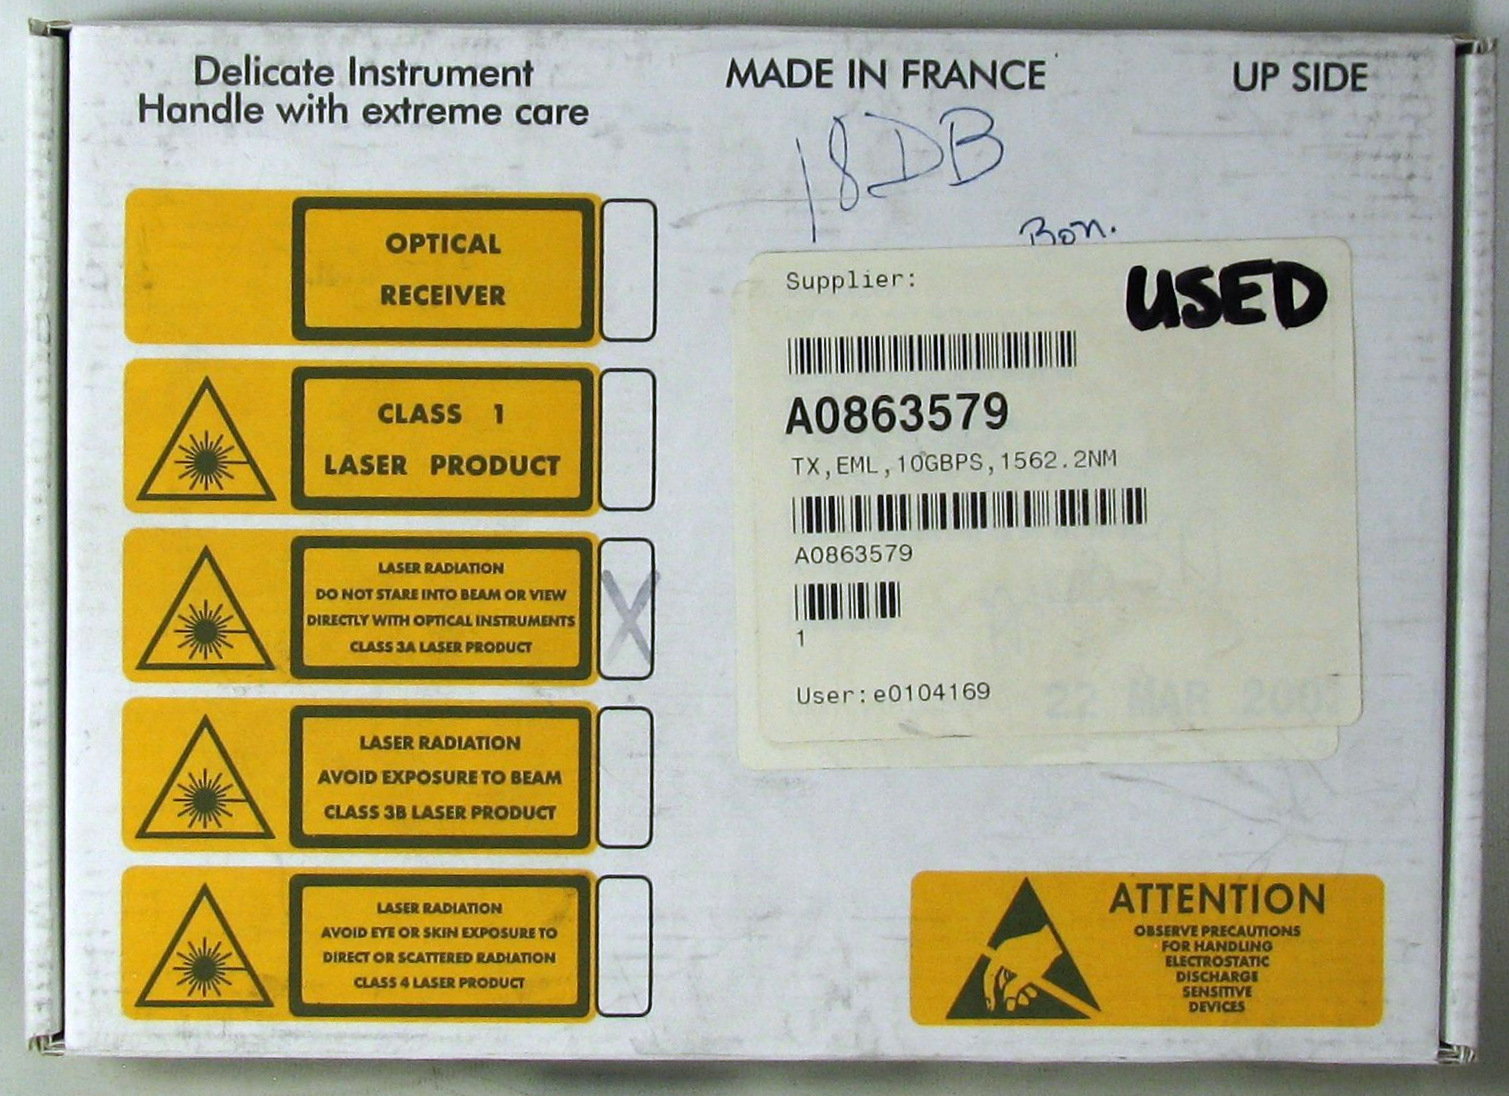 Delicate Instrument
Handle with extreme care
MADE IN FRANCE
UP SIDE
18DB
Bon.
OPTICAL
RECEIVER
CLASS 1
LASER PRODUCT
LASER RADIATION
DO NOT STARE INTO BEAM OR VIEW
DIRECTLY WITH OPTICAL INSTRUMENTS
CLASS 3A LASER PRODUCT
X
LASER RADIATION
AVOID EXPOSURE TO BEAM
CLASS 3B LASER PRODUCT
LASER RADIATION
AVOID EYE OR SKIN EXPOSURE TO
DIRECT OR SCATTERED RADIATION
CLASS 4 LASER PRODUCT
Supplier:
USED
A0863579
TX,EML,10GBPS,1562.2NM
A0863579
1
User:e0104169
22 MAR
ATTENTION
OBSERVE PRECAUTIONS
FOR HANDLING
ELECTROSTATIC
DISCHARGE
SENSITIVE
DEVICES